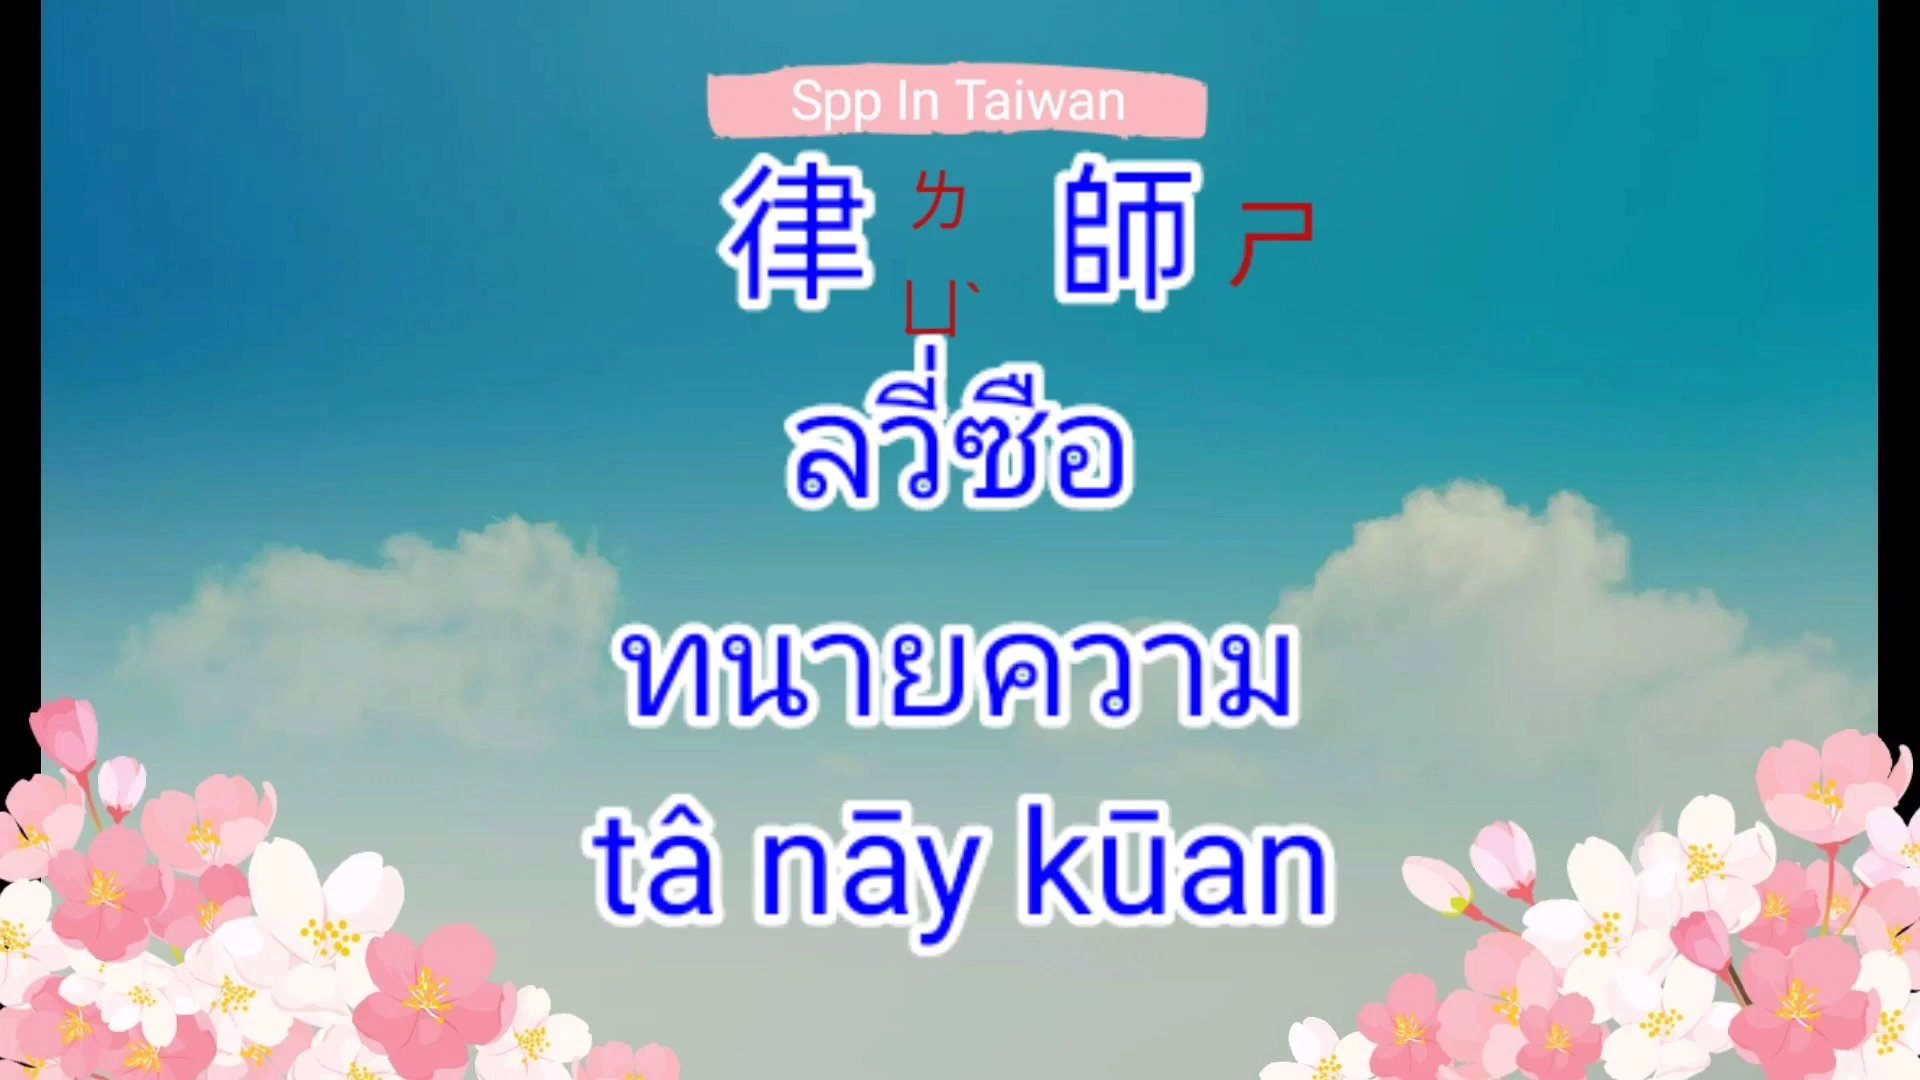 Spp In Taiwan
律 ㄌㄩˋ 師 ㄕ
ลวี่ซือ
ทนายความ
tâ nāy kūan